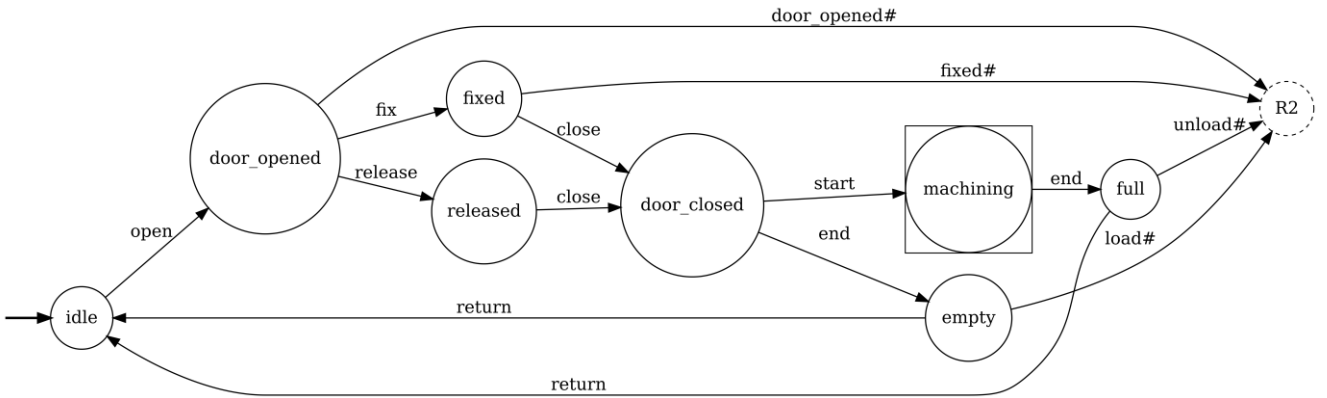 door_opened#
fixed#
fixed
R2
fix
unload#
close
door_opened
release
start
machining
end
full
released
close
door_closed
open
end
load#
return
idle
empty
return